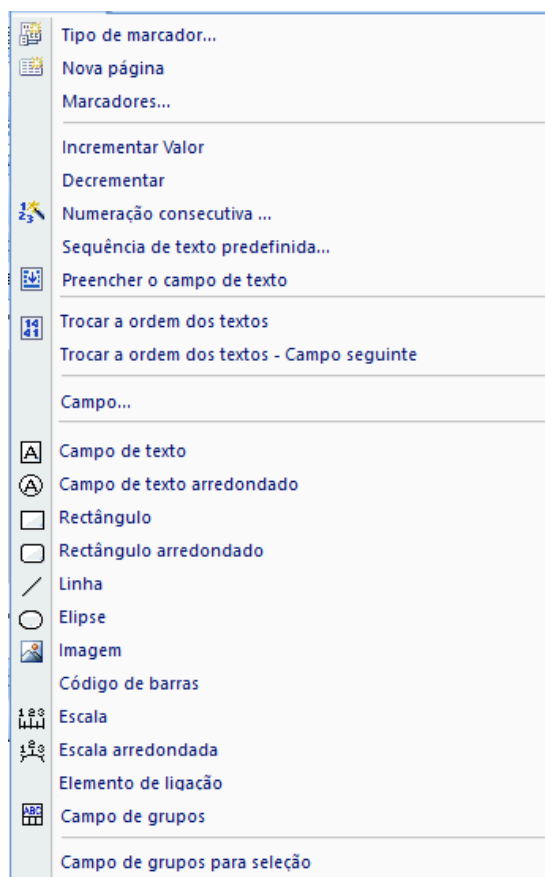 Tipo de marcador...
Nova página
Marcadores...
Incrementar Valor
Decrementar
Numeração consecutiva ...
Sequência de texto predefinida...
Preencher o campo de texto
Trocar a ordem dos textos
Trocar a ordem dos textos - Campo seguinte
Campo...
Campo de texto
Campo de texto arredondado
Rectângulo
Rectângulo arredondado
Linha
Elipse
Imagem
Código de barras
Escala
Escala arredondada
Elemento de ligação
Campo de grupos
Campo de grupos para seleção